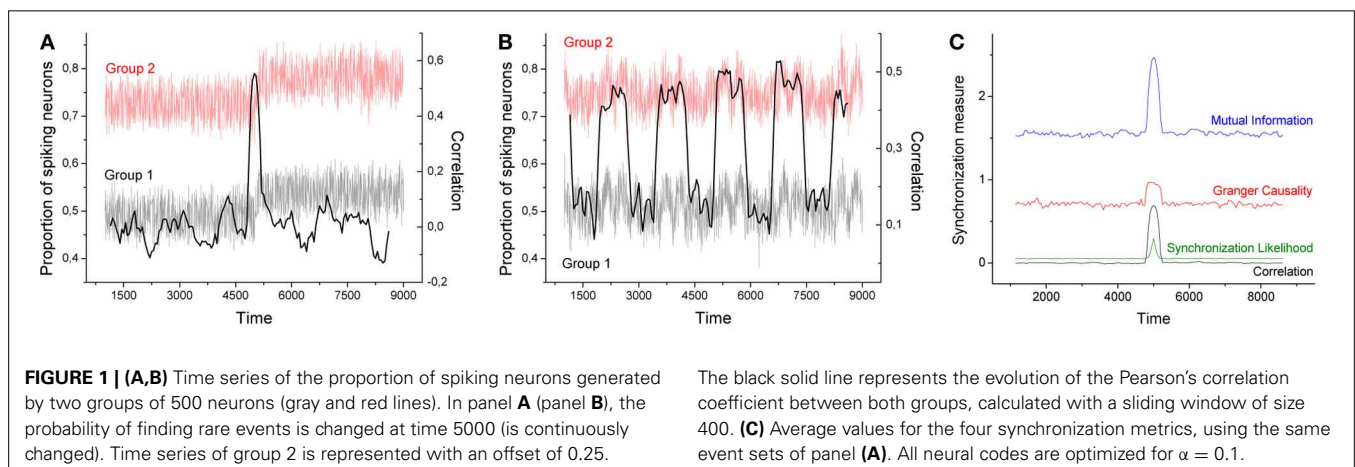 A
Group 2
Group 1
Proportion of spiking neurons
0,8
0,7
0,6
0,5
0,4
0,6
0,4
0,2
0,0
-0,2
Correlation
1500 3000 4500 6000 7500 9000
Time
B
Group 2
Group 1
Proportion of spiking neurons
0,8
0,7
0,6
0,5
0,4
0,5
0,3
0,1
Correlation
1500 3000 4500 6000 7500 9000
Time
C
Synchronization measure
2
1
0
Mutual Information
Granger Causality
Synchronization Likelihood
Correlation
2000 4000 6000 8000
Time
FIGURE 1 | (A,B) Time series of the proportion of spiking neurons generated
by two groups of 500 neurons (gray and red lines). In panel A (panel B), the
probability of finding rare events is changed at time 5000 (is continuously
changed). Time series of group 2 is represented with an offset of 0.25.
The black solid line represents the evolution of the Pearson's correlation
coefficient between both groups, calculated with a sliding window of size
400. (C) Average values for the four synchronization metrics, using the same
event sets of panel (A). All neural codes are optimized for α = 0.1.